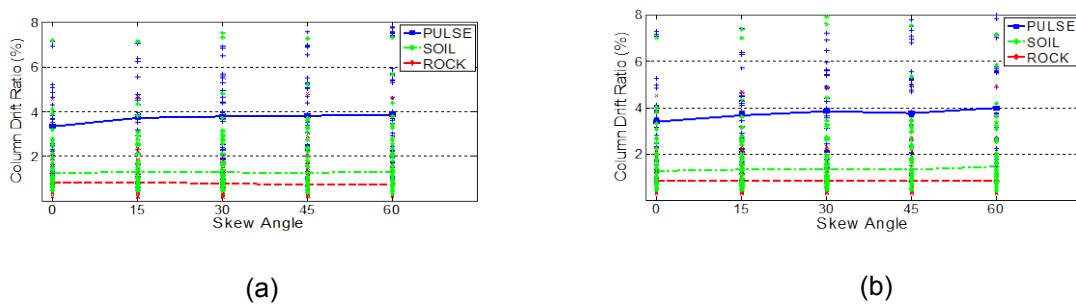 8
6
4
2
Column Drift Ratio (%)
PULSE
SOIL
ROCK
0 15 30 45 60
Skew Angle
(a)
8
6
4
2
Column Drift Ratio (%)
PULSE
SOIL
ROCK
0 15 30 45 60
Skew Angle
(b)